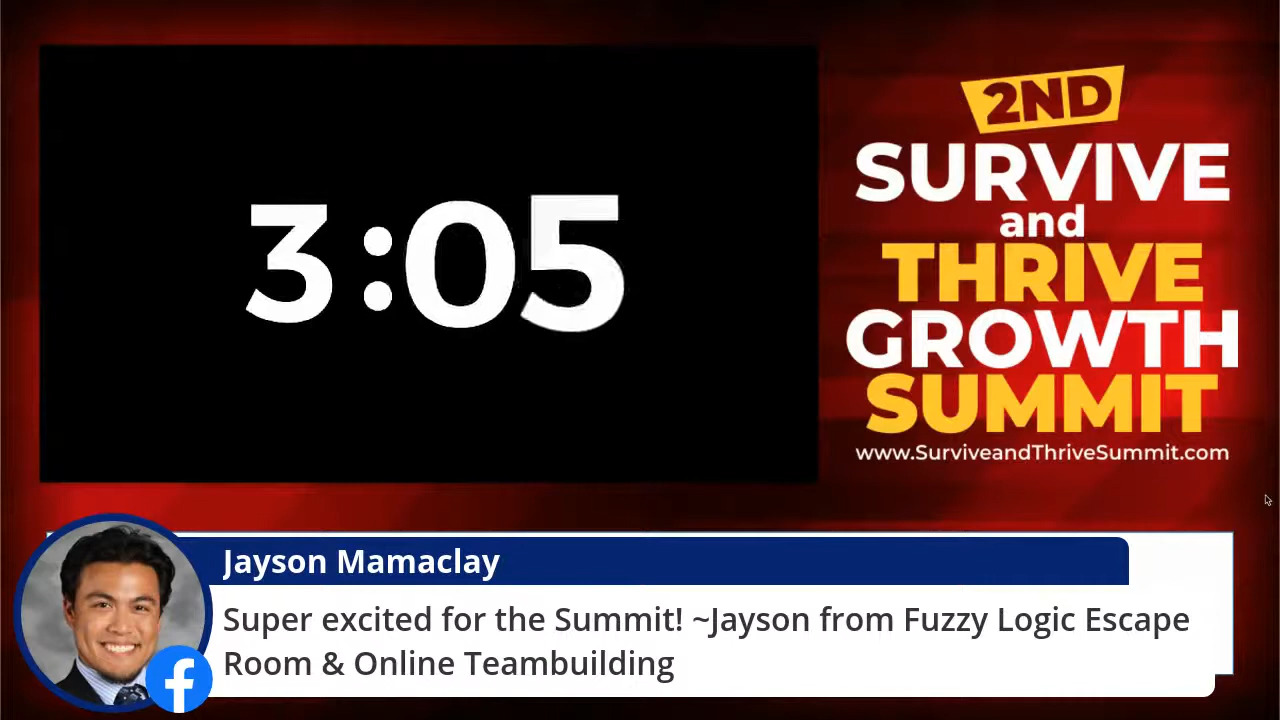 3:05
2ND
SURVIVE
and
THRIVE
GROWTH
SUMMIT
www.SurviveandThriveSummit.com
Jayson Mamaclay
Super excited for the Summit! ~Jayson from Fuzzy Logic Escape
Room & Online Teambuilding